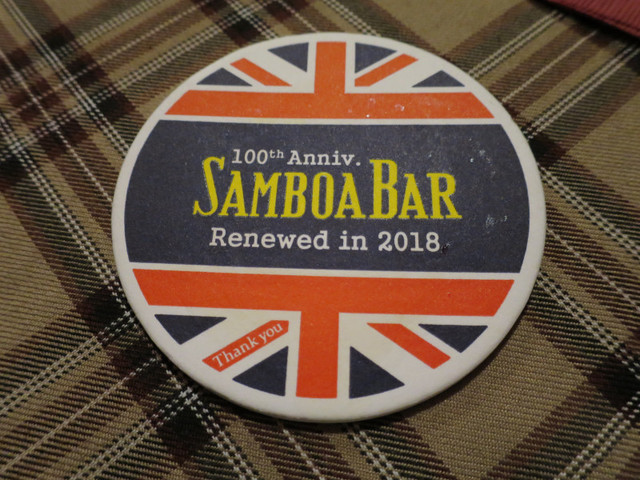 100th Anniv.
SAMBOA BAR
Renewed in 2018
Thank you